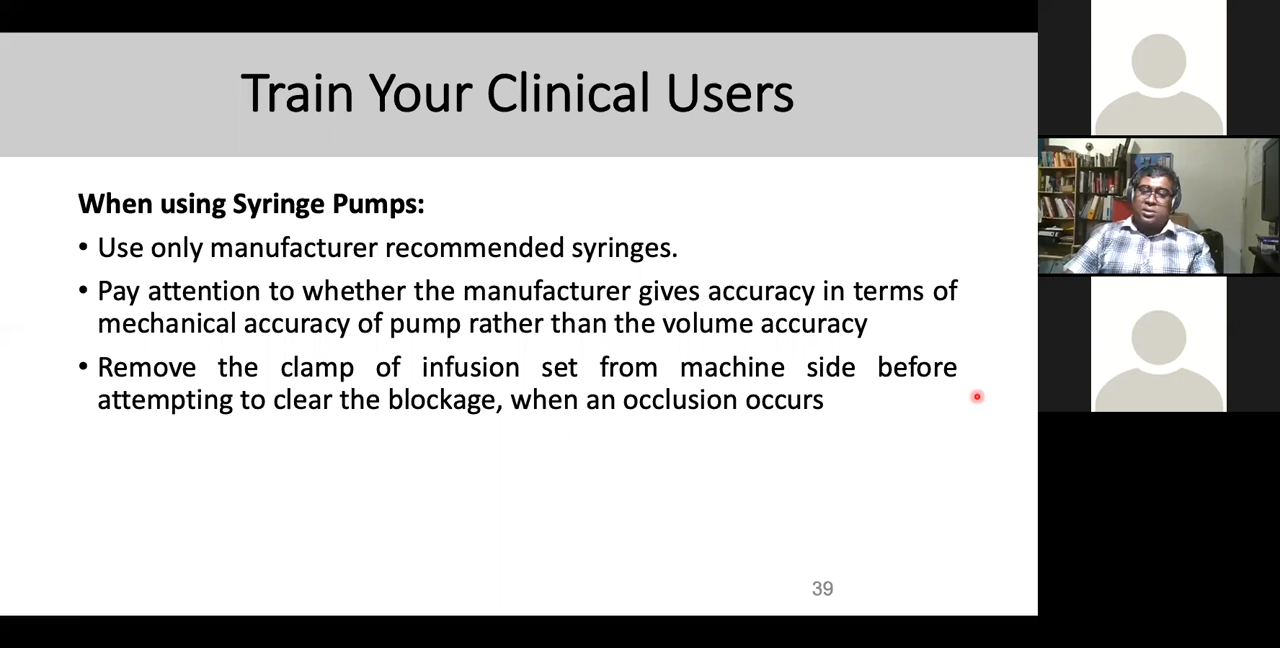 Train Your Clinical Users
When using Syringe Pumps:
• Use only manufacturer recommended syringes.
• Pay attention to whether the manufacturer gives accuracy in terms of
mechanical accuracy of pump rather than the volume accuracy
• Remove the clamp of infusion set from machine side before
attempting to clear the blockage, when an occlusion occurs
39